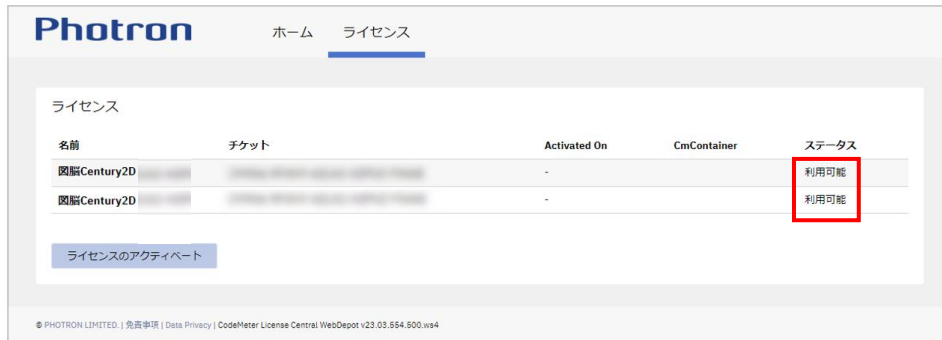 Photron ホーム ライセンス
ライセンス
名前 チケット Activated On CmContainer ステータス
図脳Century2D - 利用可能
図脳Century2D - 利用可能
ライセンスのアクティベート
© PHOTRON LIMITED. | 免責事項 | Data Privacy | CodeMeter License Central WebDepot v23.03.554.500.ws4